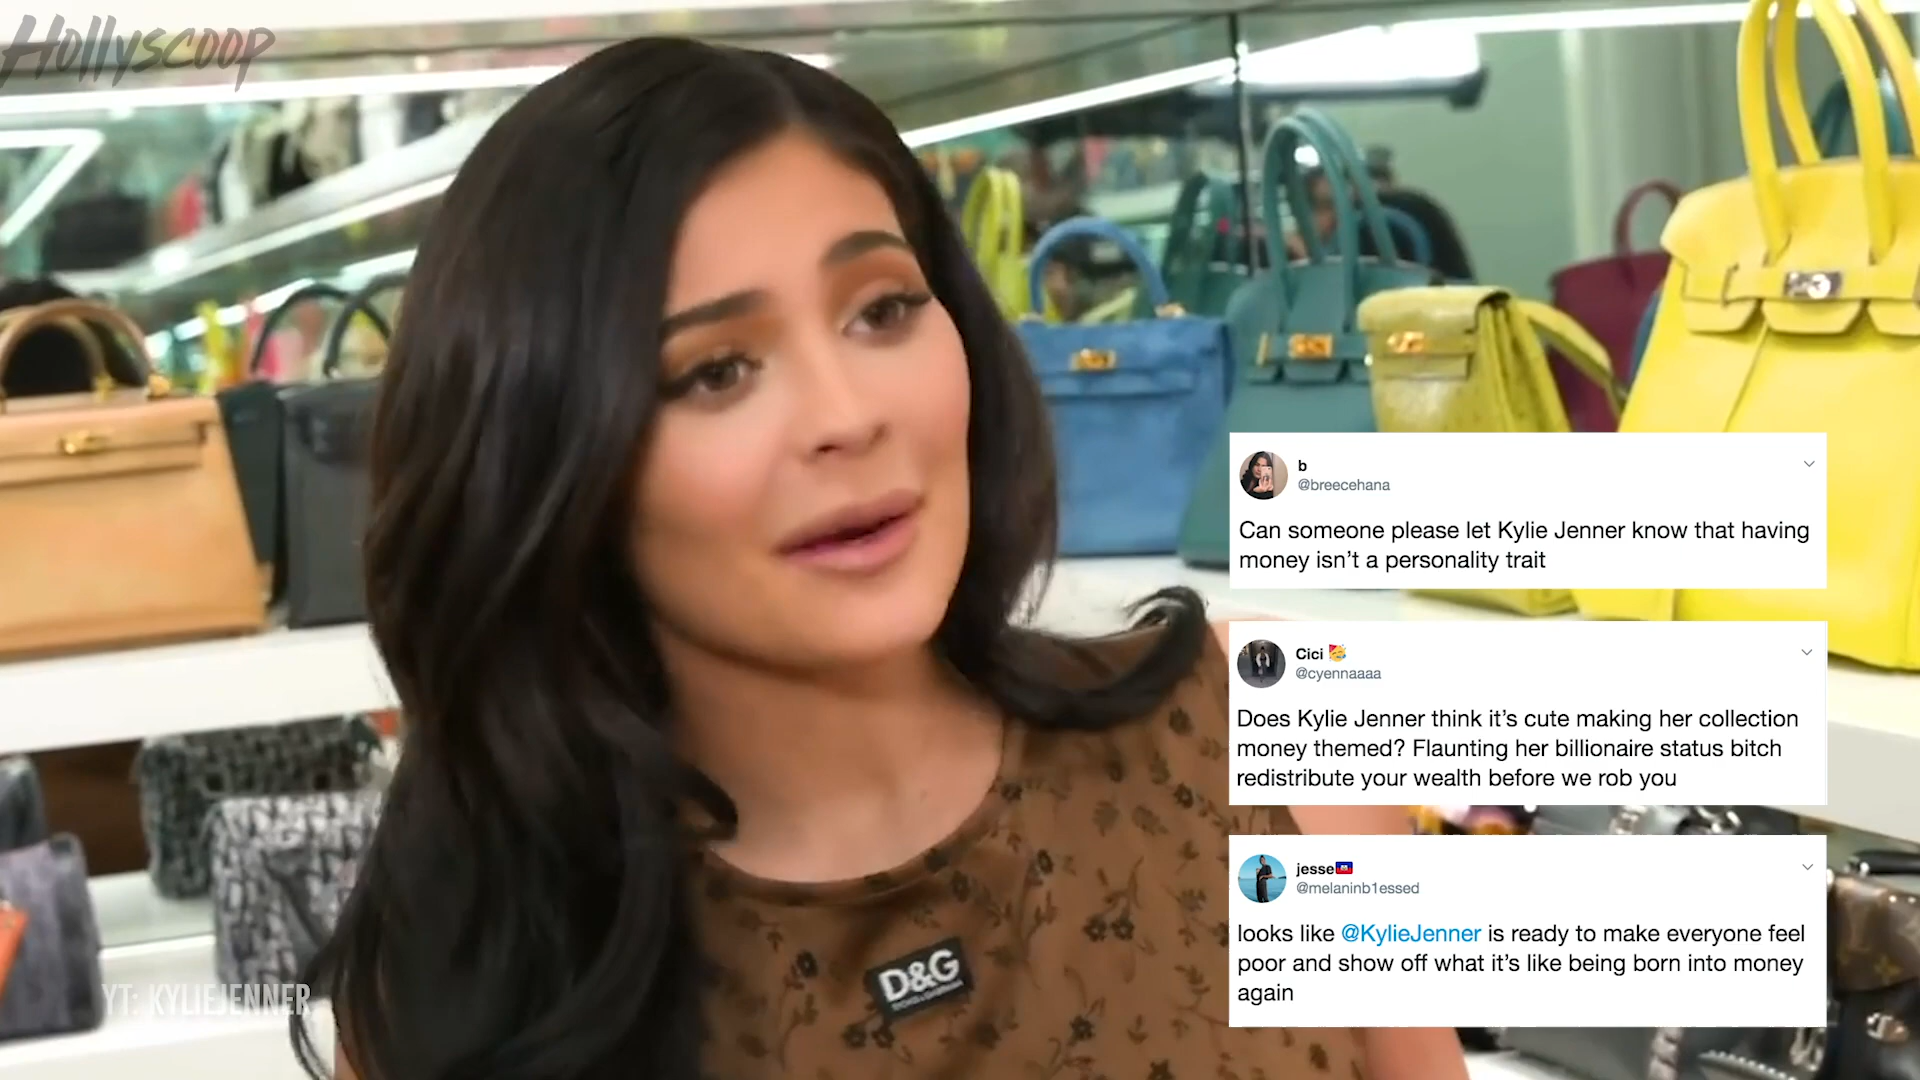 Hollyscoop
b
@breecehana
Can someone please let Kylie Jenner know that having
money isn’t a personality trait
Cici 🥳
@cyennaaaa
Does Kylie Jenner think it’s cute making her collection
money themed? Flaunting her billionaire status bitch
redistribute your wealth before we rob you
jesse🇭🇹
@melaninb1essed
looks like @KylieJenner is ready to make everyone feel
poor and show off what it’s like being born into money
again
D&G
YT: KYLIEJENNER